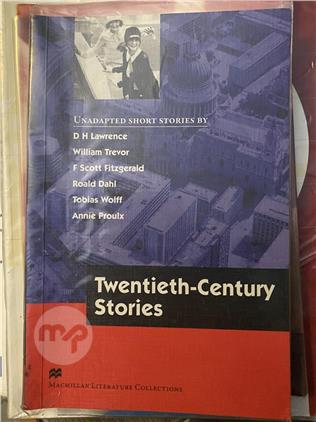 UNADAPTED SHORT STORIES BY
D H Lawrence
William Trevor
F Scott Fitzgerald
Roald Dahl
Tobias Wolff
Annie Proulx
Twentieth-Century
Stories
mp
MACMILLAN LITERATURE COLLECTIONS